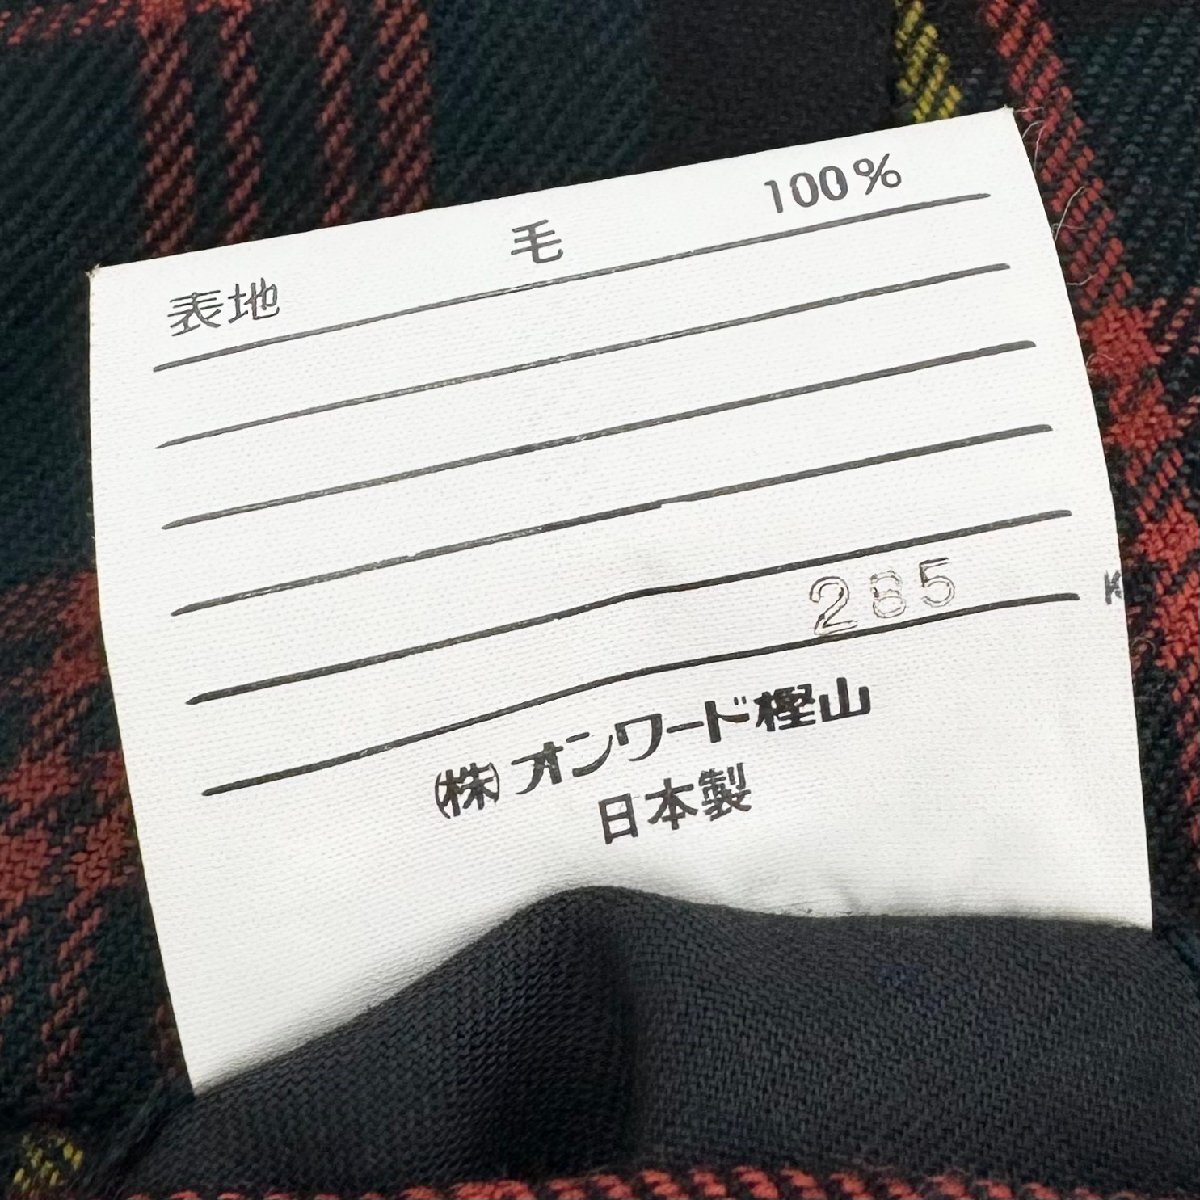 表地 毛 100%
285
㈱オンワード樫山
日本製